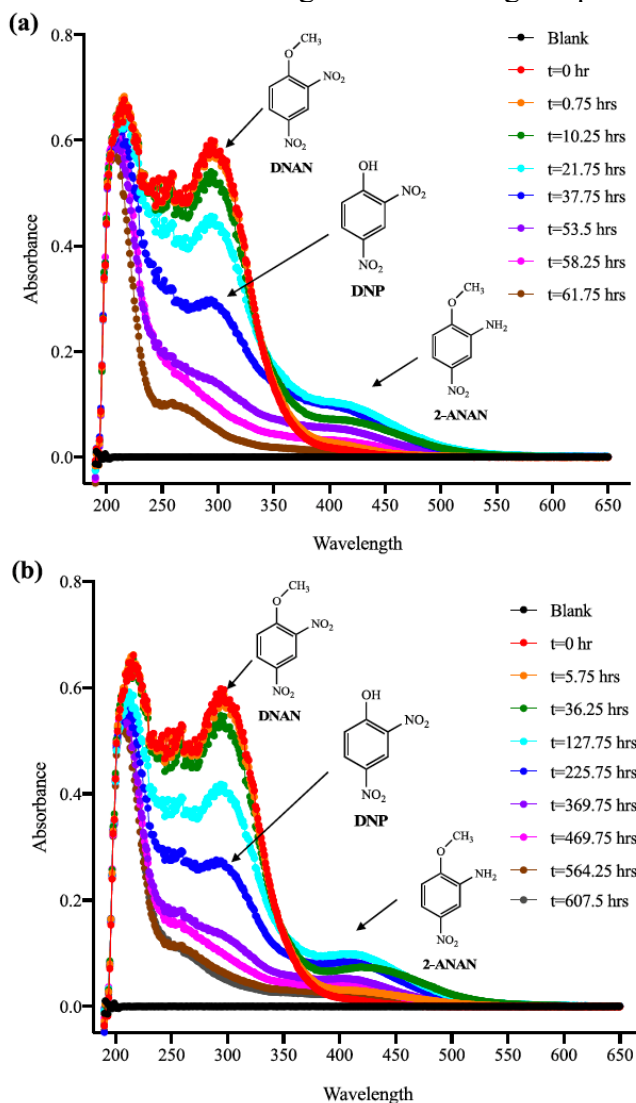 (a)
0.8
0.6
0.4
0.2
0.0
Absorbance
200 250 300 350 400 450 500 550 600 650
Wavelength
OCH3
NO2
NO2
DNAN
OH
NO2
NO2
DNP
OCH3
NH2
NO2
2-ANAN
Blank
t=0 hr
t=0.75 hrs
t=10.25 hrs
t=21.75 hrs
t=37.75 hrs
t=53.5 hrs
t=58.25 hrs
t=61.75 hrs
(b)
0.8
0.6
0.4
0.2
0.0
Absorbance
200 250 300 350 400 450 500 550 600 650
Wavelength
OCH3
NO2
NO2
DNAN
OH
NO2
NO2
DNP
OCH3
NH2
NO2
2-ANAN
Blank
t=0 hr
t=5.75 hrs
t=36.25 hrs
t=127.75 hrs
t=225.75 hrs
t=369.75 hrs
t=469.75 hrs
t=564.25 hrs
t=607.5 hrs